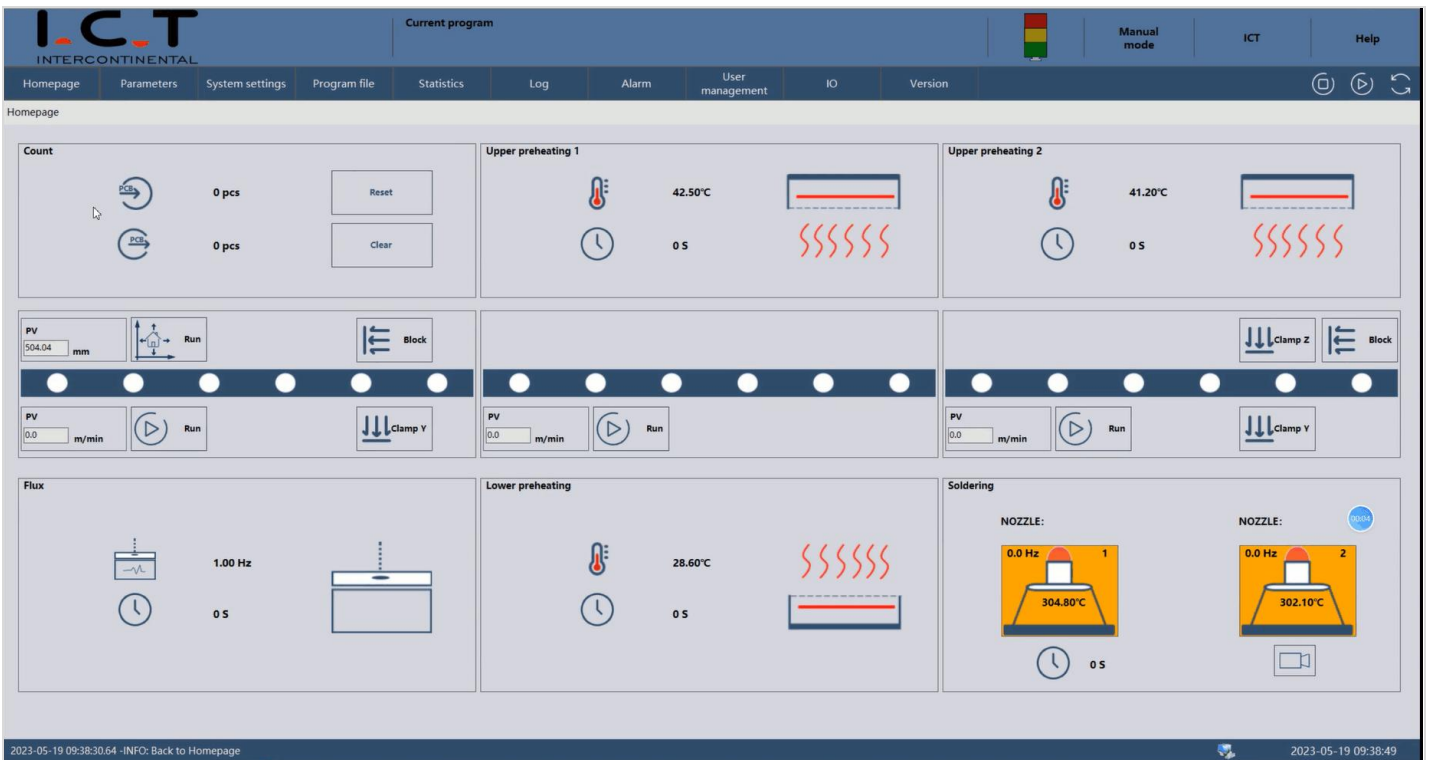 I.C.T
INTERCONTINENTAL
Current program
Manual
mode
ICT
Help
Homepage
Parameters
System settings
Program file
Statistics
Log
Alarm
User
management
IO
Version
Homepage
Count
PCB
0 pcs
Reset
PCB
0 pcs
Clear
Upper preheating 1
42.50℃
0 S
Upper preheating 2
41.20℃
0 S
PV
504.04 mm
Run
Block
PV
0.0 m/min
Run
Clamp Y
PV
0.0 m/min
Run
Clamp Z
Block
PV
0.0 m/min
Run
Clamp Y
Flux
1.00 Hz
0 S
Lower preheating
28.60℃
0 S
Soldering
NOZZLE:
NOZZLE:
00:04
0.0 Hz 1
304.80℃
0.0 Hz 2
302.10℃
0 S
2023-05-19 09:38:30.64 -INFO: Back to Homepage
2023-05-19 09:38:49